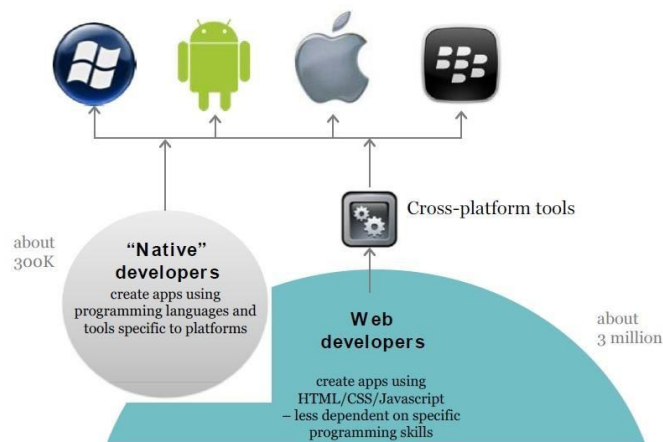 Cross-platform tools
about
300K
“Native”
developers
create apps using
programming languages and
tools specific to platforms
about
3 million
Web
developers
create apps using
HTML/CSS/Javascript
– less dependent on specific
programming skills